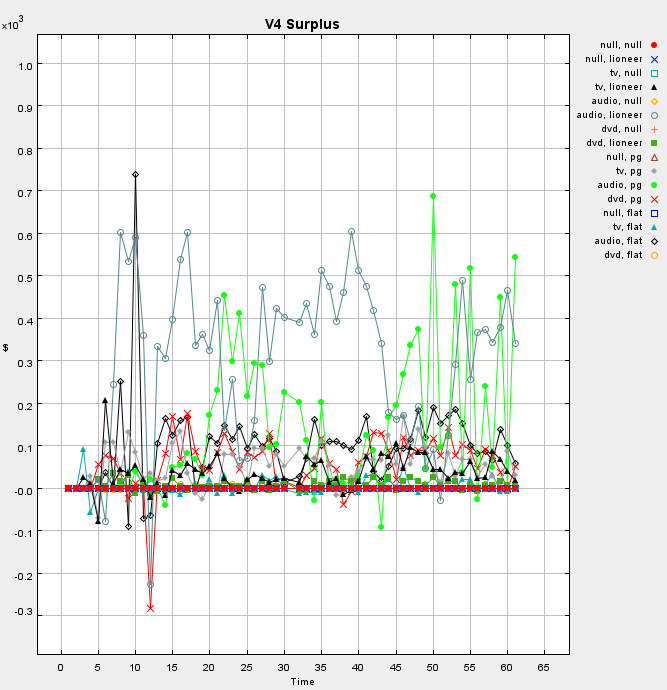 V4 Surplus
x10^3
1.0
0.9
0.8
0.7
0.6
0.5
0.4
0.3
0.2
0.1
-0.0
-0.1
-0.2
-0.3
$
0 5 10 15 20 25 30 35 40 45 50 55 60 65
Time
null, null
null, lioneer
tv, null
tv, lioneer
audio, null
audio, lioneer
dvd, null
dvd, lioneer
null, pg
tv, pg
audio, pg
dvd, pg
null, flat
tv, flat
audio, flat
dvd, flat